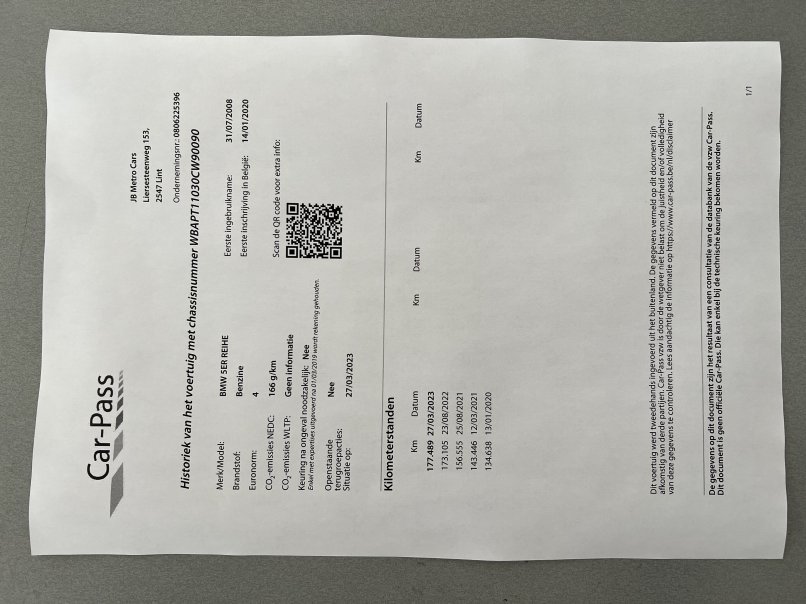 Car-Pass
JB Metro Cars
Liersesteenweg 153,
2547 Lint
Ondernemingsnr.: 0806225396
Historiek van het voertuig met chassisnummer WBAPT11030CW90090
Merk/Model: BMW 5ER REIHE
Brandstof: Benzine
Euronorm: 4
CO2-emissies NEDC: 166 g/km
CO2-emissies WLTP: Geen informatie
Keuring na ongeval noodzakelijk: Nee
Enkel met expertises uitgevoerd na 01/03/2019 wordt rekening gehouden.
Openstaande terugroepacties: Nee
Situatie op: 27/03/2023
Eerste ingebruikname: 31/07/2008
Eerste inschrijving in België: 14/01/2020
Scan de QR code voor extra info:
Kilometerstanden
Km Datum Km Datum Km Datum
177.489 27/03/2023
173.105 23/08/2022
156.555 25/08/2021
143.446 12/03/2021
134.638 13/01/2020
Dit voertuig werd tweedehands ingevoerd uit het buitenland. De gegevens vermeld op dit document zijn
afkomstig van derde partijen. Car-Pass vzw is door de wetgever niet belast om de juistheid en/of volledigheid
van deze gegevens te controleren. Lees aandachtig de informatie op https://www.car-pass.be/nl/disclaimer
De gegevens op dit document zijn het resultaat van een consultatie van de databank van de vzw Car-Pass.
Dit document is geen officiële Car-Pass. Die kan enkel bij de technische keuring bekomen worden.
1/1